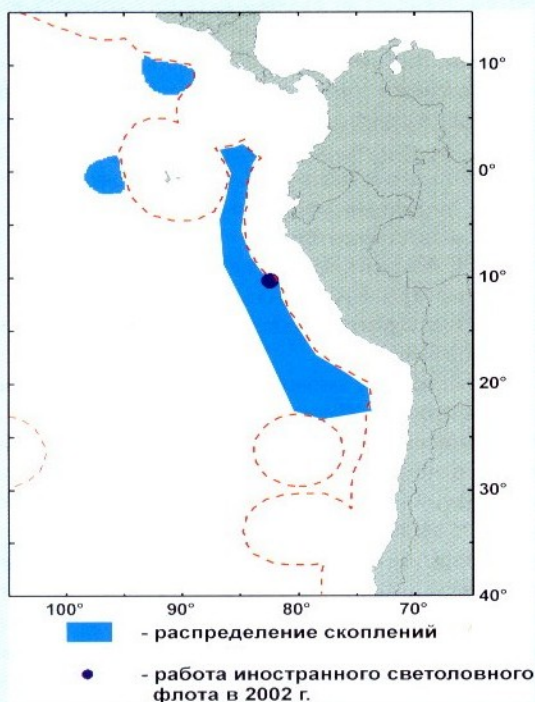 10°
0°
10°
20°
30°
40°
100° 90° 80° 70°
- распределение скоплений
- работа иностранного светоловного
флота в 2002 г.